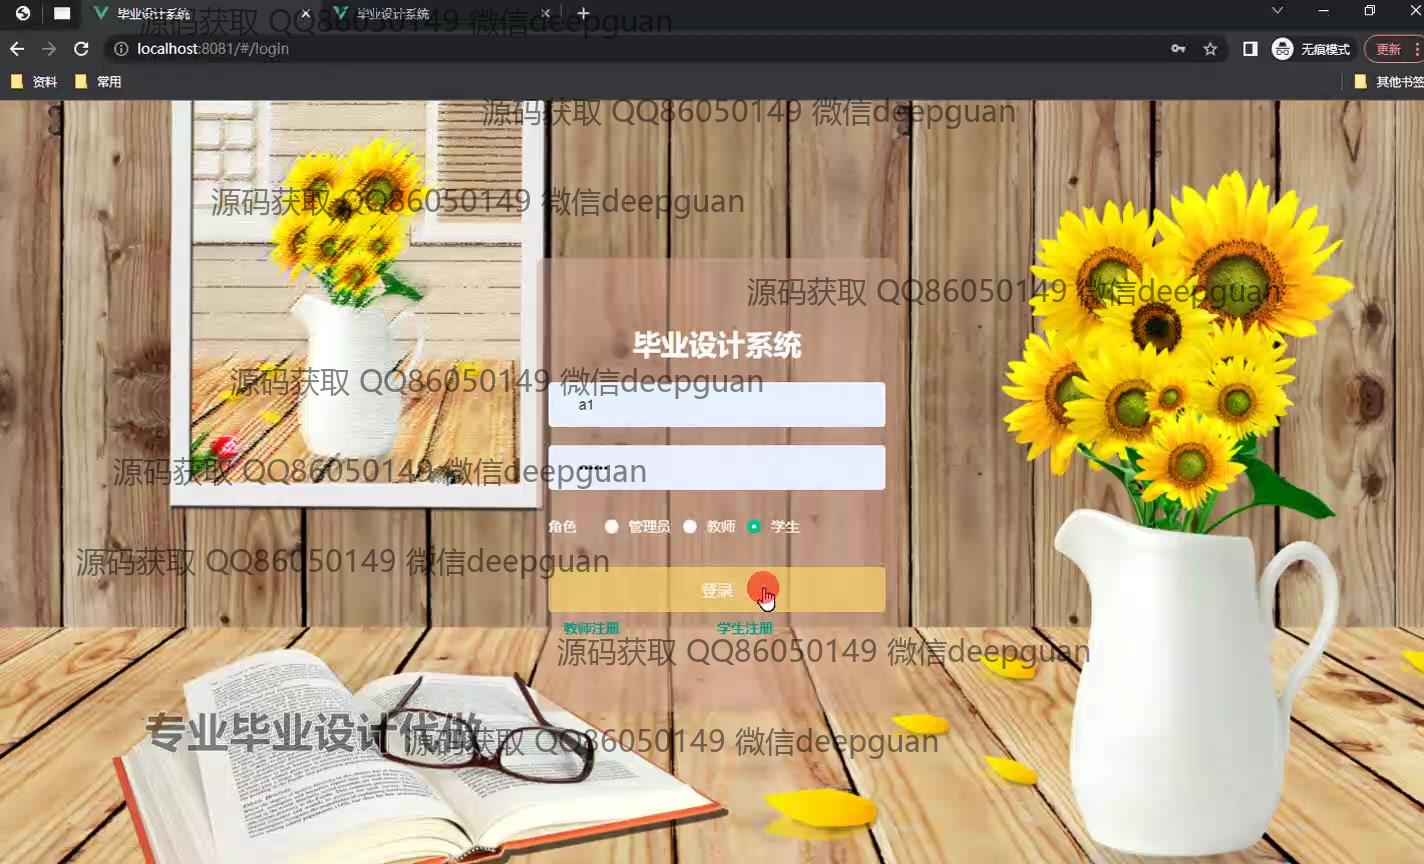 毕业设计系统
毕业设计系统
源码获取 QQ86050149 微信deepguan
localhost:8081/#/login
无痕模式
更新
资料
常用
其他书签
源码获取 QQ86050149 微信deepguan
源码获取 QQ86050149 微信deepguan
源码获取 QQ86050149 微信deepguan
毕业设计系统
源码获取 QQ86050149 微信deepguan
a1
源码获取 QQ86050149 微信deepguan
角色 管理员 教师 学生
源码获取 QQ86050149 微信deepguan
登录
教师注册 学生注册
源码获取 QQ86050149 微信deepguan
专业毕业设计代做
源码获取 QQ86050149 微信deepguan